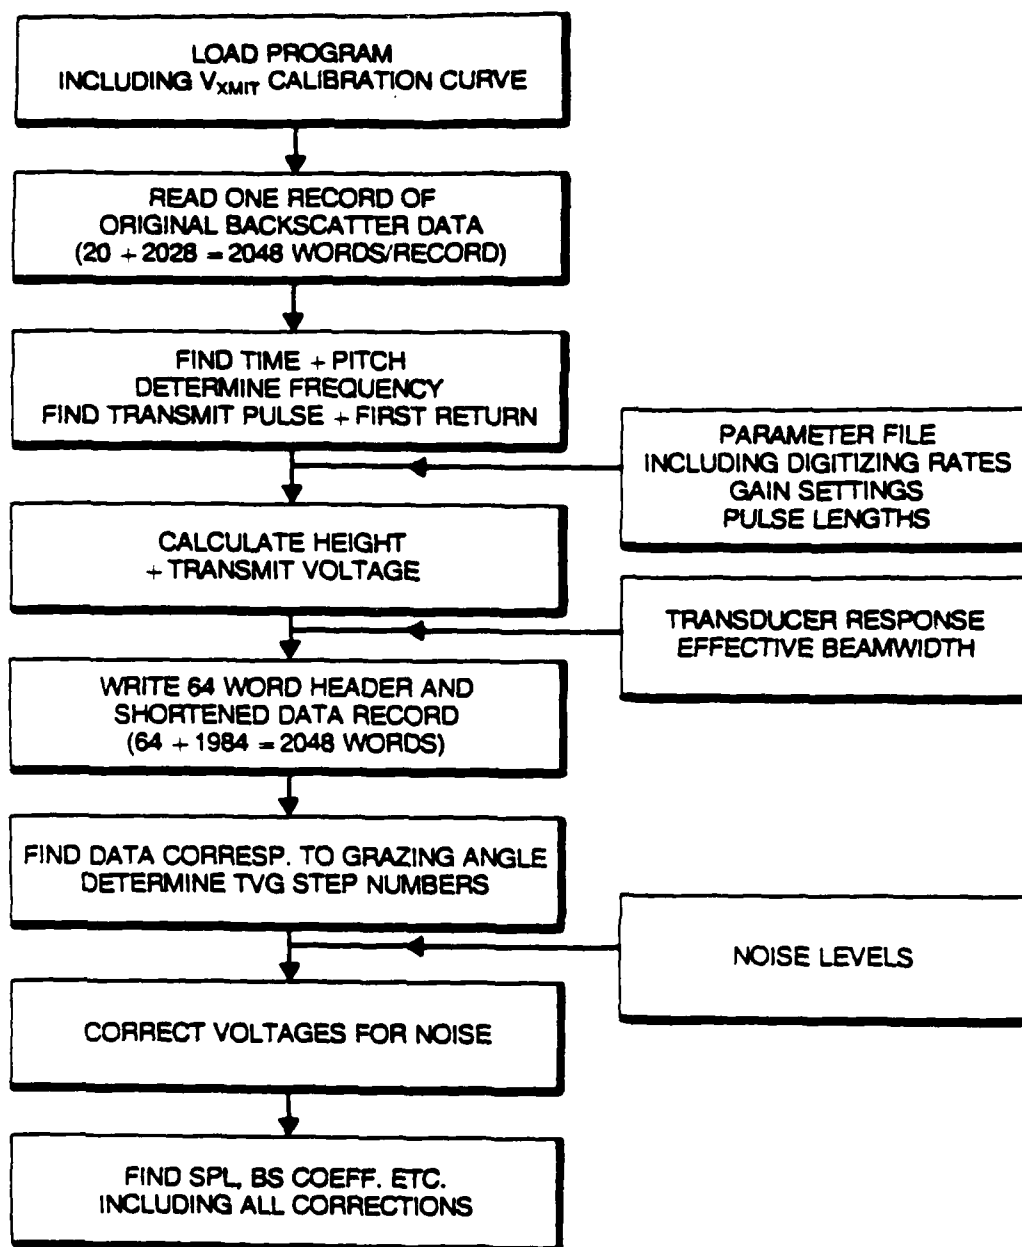 LOAD PROGRAM
INCLUDING VXMIT CALIBRATION CURVE
READ ONE RECORD OF
ORIGINAL BACKSCATTER DATA
(20 + 2028 = 2048 WORDS/RECORD)
FIND TIME + PITCH
DETERMINE FREQUENCY
FIND TRANSMIT PULSE + FIRST RETURN
PARAMETER FILE
INCLUDING DIGITIZING RATES
GAIN SETTINGS
PULSE LENGTHS
CALCULATE HEIGHT
+ TRANSMIT VOLTAGE
TRANSDUCER RESPONSE
EFFECTIVE BEAMWIDTH
WRITE 64 WORD HEADER AND
SHORTENED DATA RECORD
(64 + 1984 = 2048 WORDS)
FIND DATA CORRESP. TO GRAZING ANGLE
DETERMINE TVG STEP NUMBERS
NOISE LEVELS
CORRECT VOLTAGES FOR NOISE
FIND SPL, BS COEFF. ETC.
INCLUDING ALL CORRECTIONS